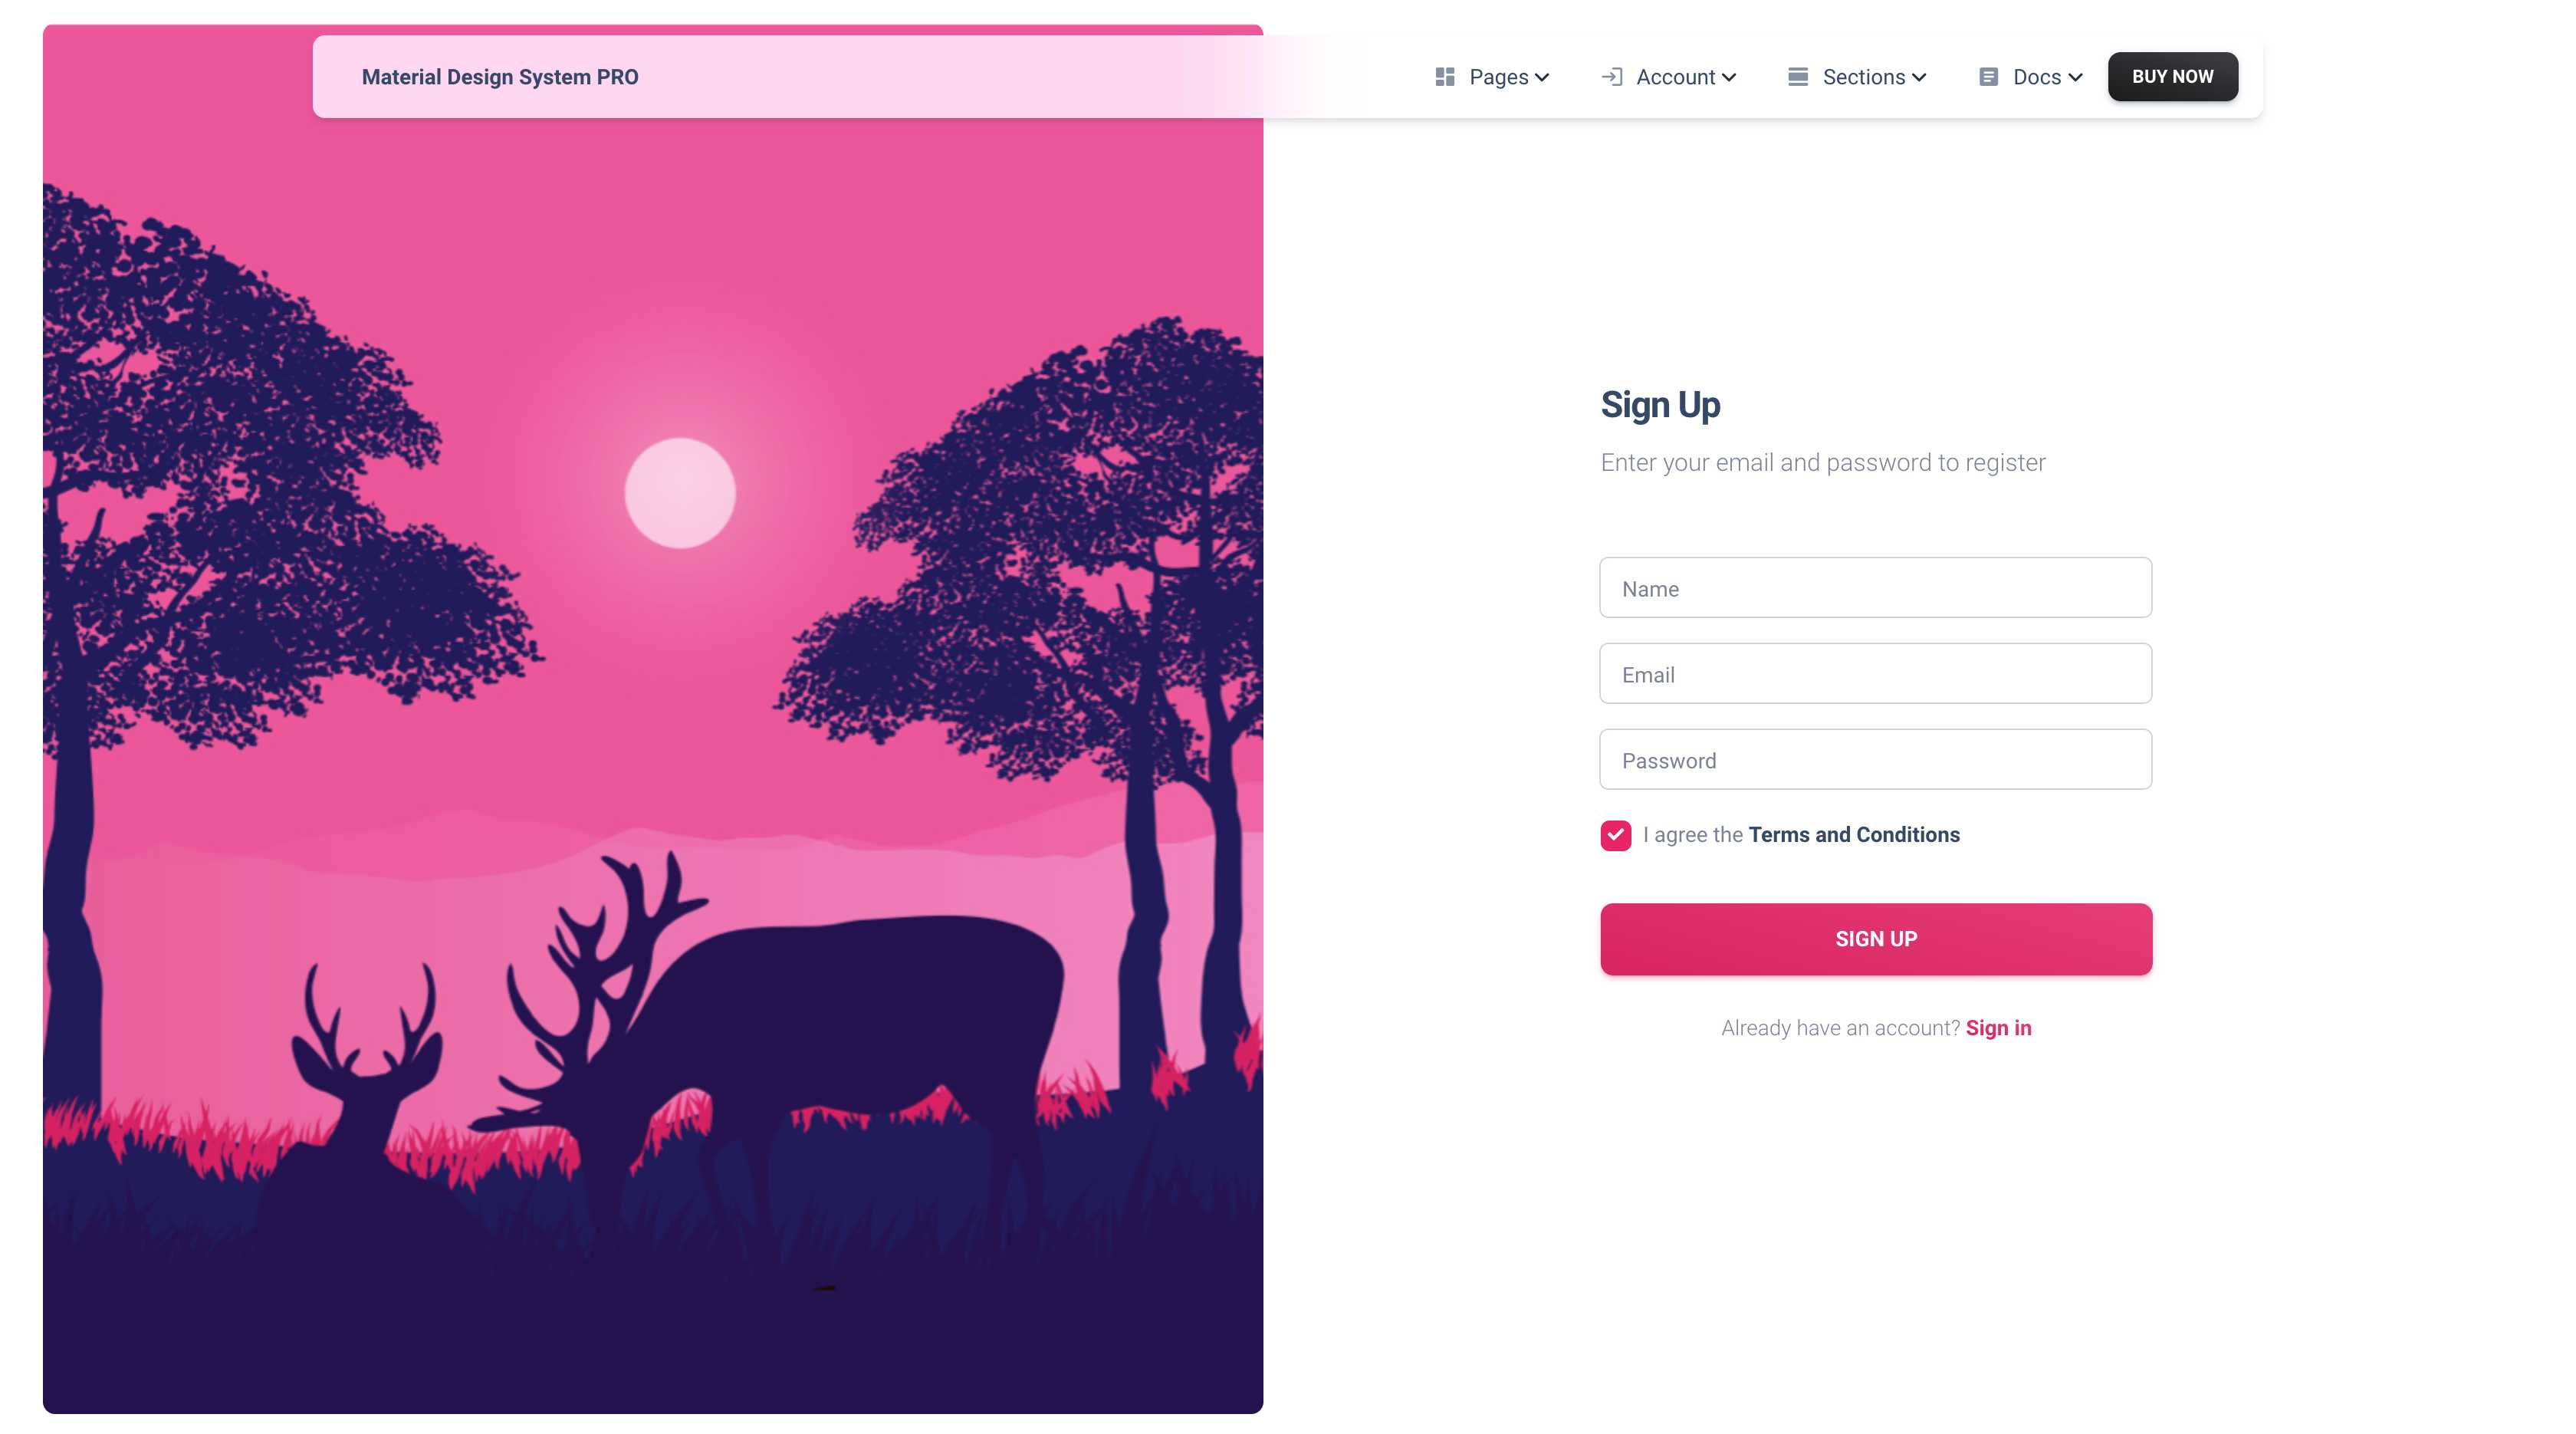 Material Design System PRO
Pages
Account
Sections
Docs
BUY NOW
Sign Up
Enter your email and password to register
Name
Email
Password
I agree the Terms and Conditions
SIGN UP
Already have an account? Sign in